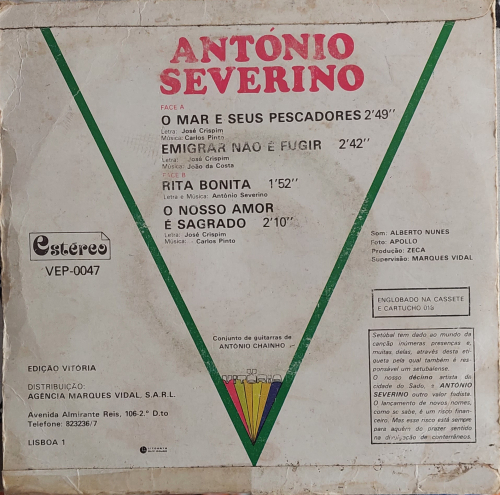 ANTÓNIO
SEVERINO
FACE A
O MAR E SEUS PESCADORES 2'49''
Letra: José Crispim
Música: Carlos Pinto
EMIGRAR NÃO É FUGIR 2'42''
Letra: José Crispim
Música: João da Costa
FACE B
RITA BONITA 1'52''
Letra e Música: António Severino
O NOSSO AMOR
É SAGRADO 2'10''
Letra: José Crispim
Música: - Carlos Pinto
estéreo
VEP-0047
Som: ALBERTO NUNES
Foto: APOLLO
Produção: ZECA
Supervisão: MARQUES VIDAL
ENGLOBADO NA CASSETE
E CARTUCHO 015
Conjunto de guitarras de
ANTÓNIO CHAINHO
Setúbal tem dado ao mundo da
canção inúmeras presenças e,
muitas delas, através desta eti-
queta pela qual também é res-
ponsável um setubalense.
O nosso décimo artista da
cidade do Sado, é ANTONIO
SEVERINO outro valor fadista.
O lançamento de novos nomes,
como se sabe, é um risco finan-
ceiro. Mas esse risco está sempre
para aquém do prazer sentido
na divulgação de conterrâneos.
EDIÇÃO VITÓRIA
DISTRIBUIÇÃO:
AGENCIA MARQUES VIDAL, S.A.R.L.
Avenida Almirante Reis, 106-2.º D.to
Telefone: 823236/7
LISBOA 1